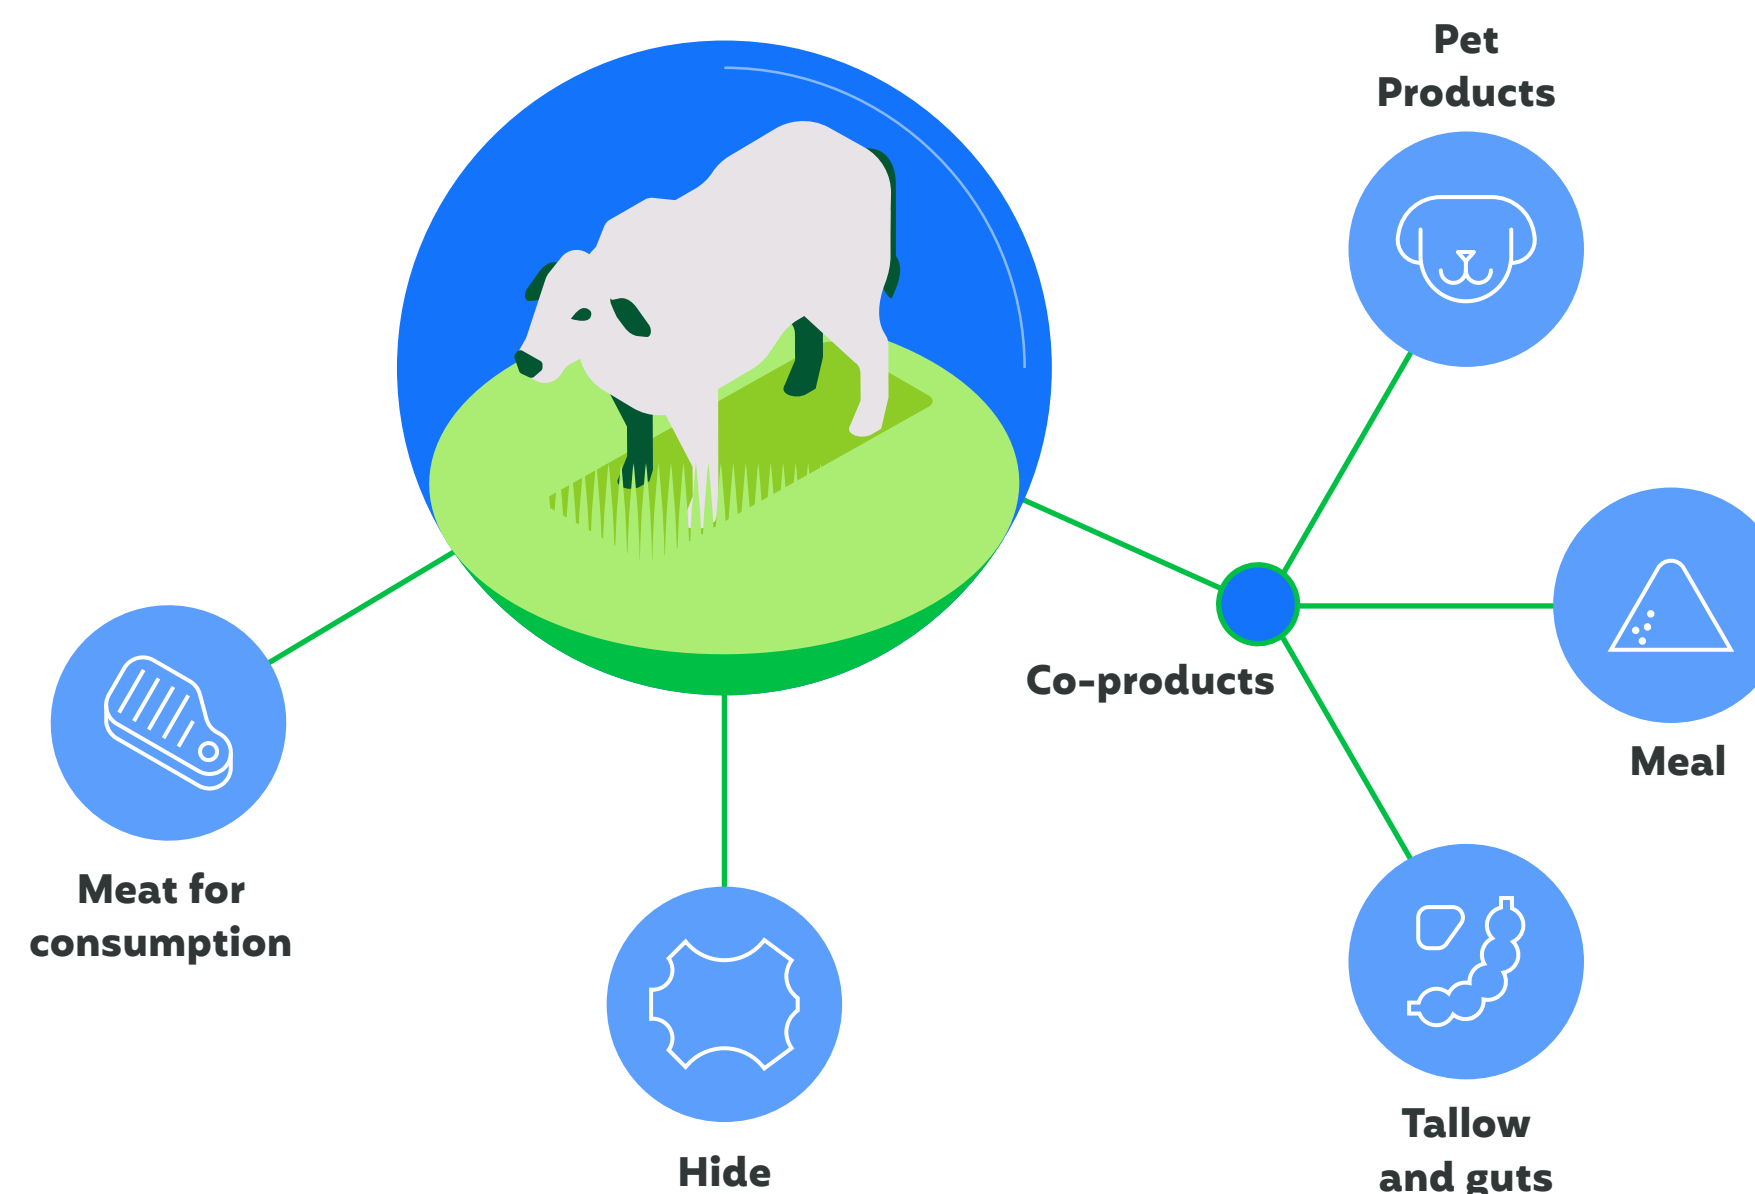 Pet
Products
Co-products
Meal
Meat for
consumption
Tallow
and guts
Hide